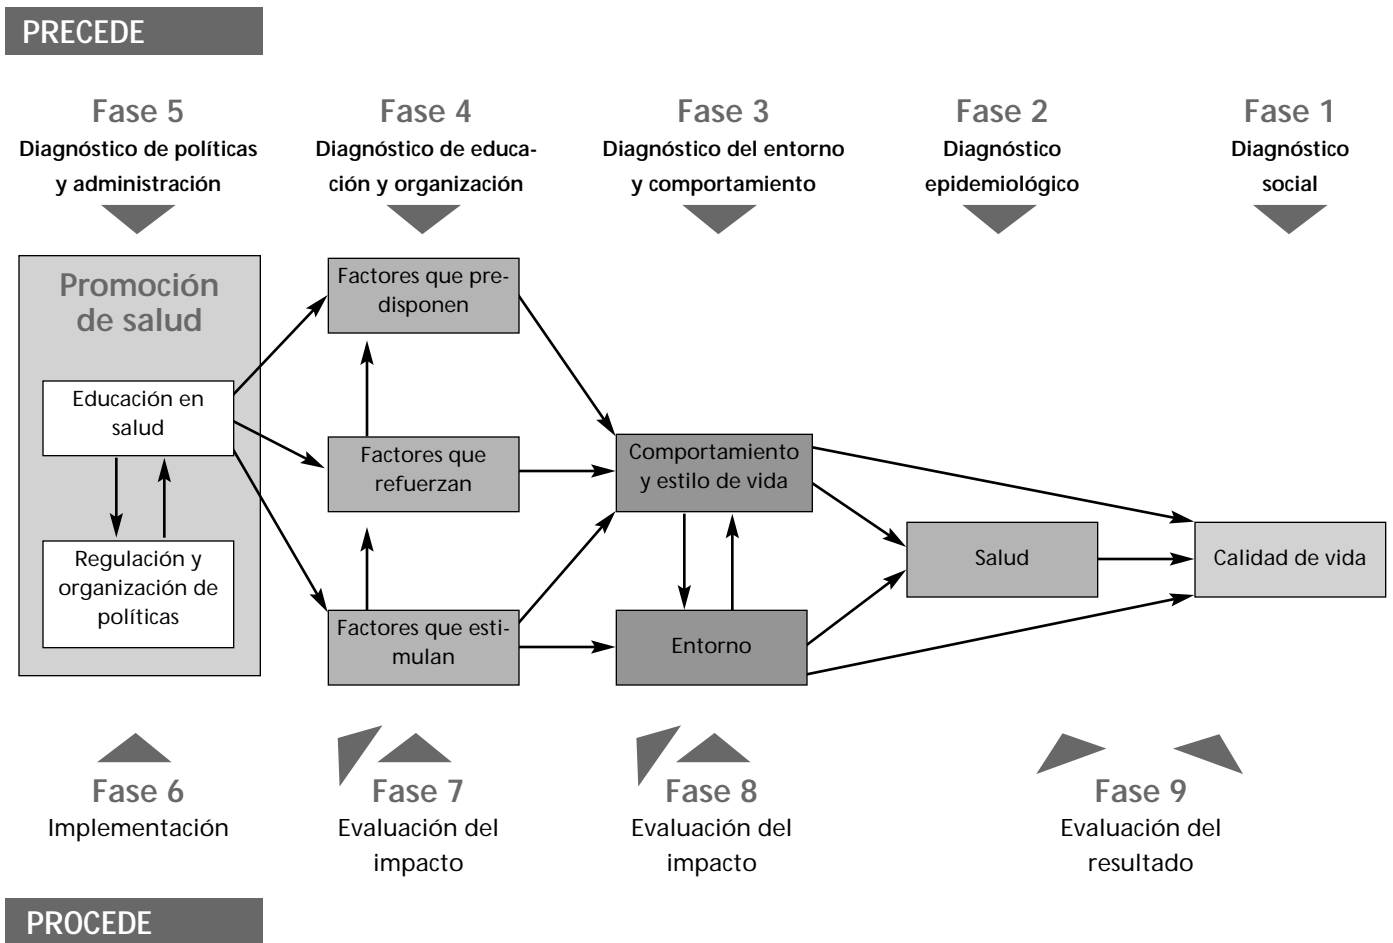 PRECEDE
Fase 5
Diagnóstico de políticas
y administración
Fase 4
Diagnóstico de educa-
ción y organización
Fase 3
Diagnóstico del entorno
y comportamiento
Fase 2
Diagnóstico
epidemiológico
Fase 1
Diagnóstico
social
Promoción
de salud
Educación en
salud
Regulación y
organización de
políticas
Factores que pre-
disponen
Factores que
refuerzan
Factores que esti-
mulan
Comportamiento
y estilo de vida
Entorno
Salud
Calidad de vida
Fase 6
Implementación
Fase 7
Evaluación del
impacto
Fase 8
Evaluación del
impacto
Fase 9
Evaluación del
resultado
PROCEDE